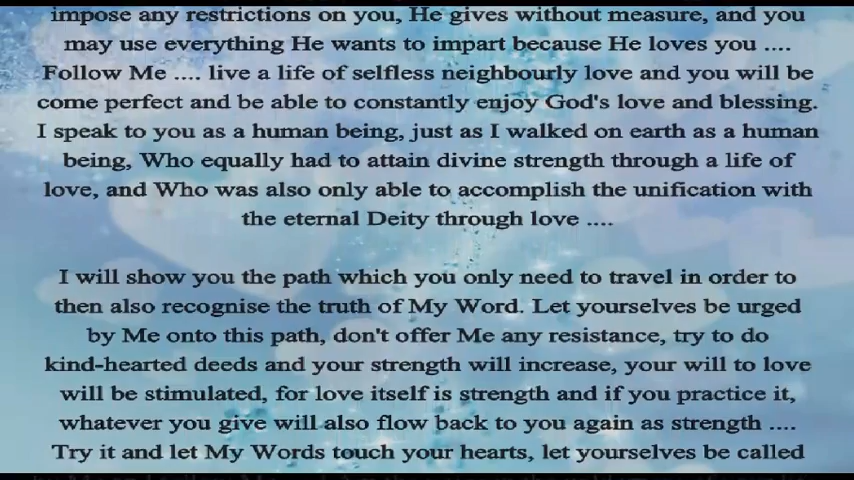 impose any restrictions on you, He gives without measure, and you
may use everything He wants to impart because He loves you ....
Follow Me .... live a life of selfless neighbourly love and you will be
come perfect and be able to constantly enjoy God's love and blessing.
I speak to you as a human being, just as I walked on earth as a human
being, Who equally had to attain divine strength through a life of
love, and Who was also only able to accomplish the unification with
the eternal Deity through love ....
I will show you the path which you only need to travel in order to
then also recognise the truth of My Word. Let yourselves be urged
by Me onto this path, don't offer Me any resistance, try to do
kind-hearted deeds and your strength will increase, your will to love
will be stimulated, for love itself is strength and if you practice it,
whatever you give will also flow back to you again as strength ....
Try it and let My Words touch your hearts, let yourselves be called